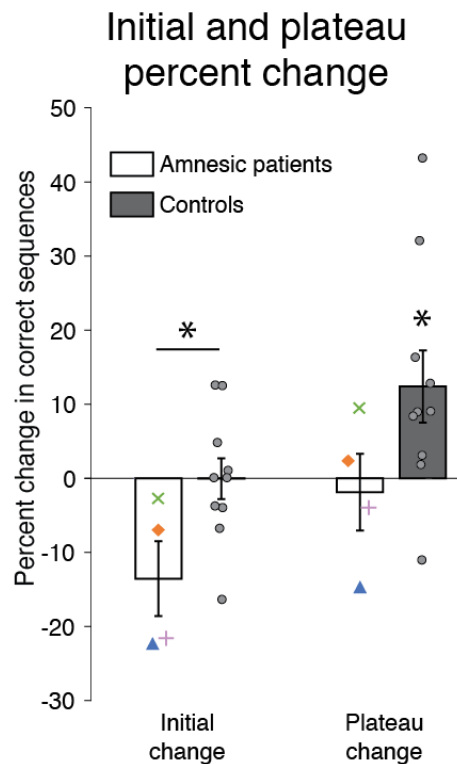 Initial and plateau
percent change
Percent change in correct sequences
50
40
30
20
10
0
-10
-20
-30
Amnesic patients
Controls
*
*
Initial
change
Plateau
change